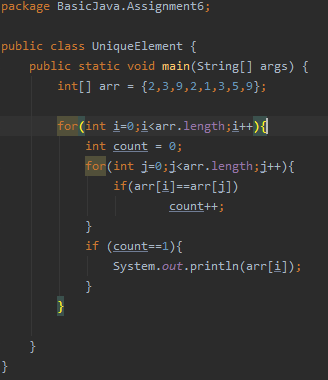 package BasicJava.Assignment6;
public class UniqueElement {
public static void main(String[] args) {
int[] arr = {2,3,9,2,1,3,5,9};
for(int i=0;i<arr.length;i++){
int count = 0;
for(int j=0;j<arr.length;j++){
if(arr[i]==arr[j])
count++;
}
if (count==1){
System.out.println(arr[i]);
}
}
}
}